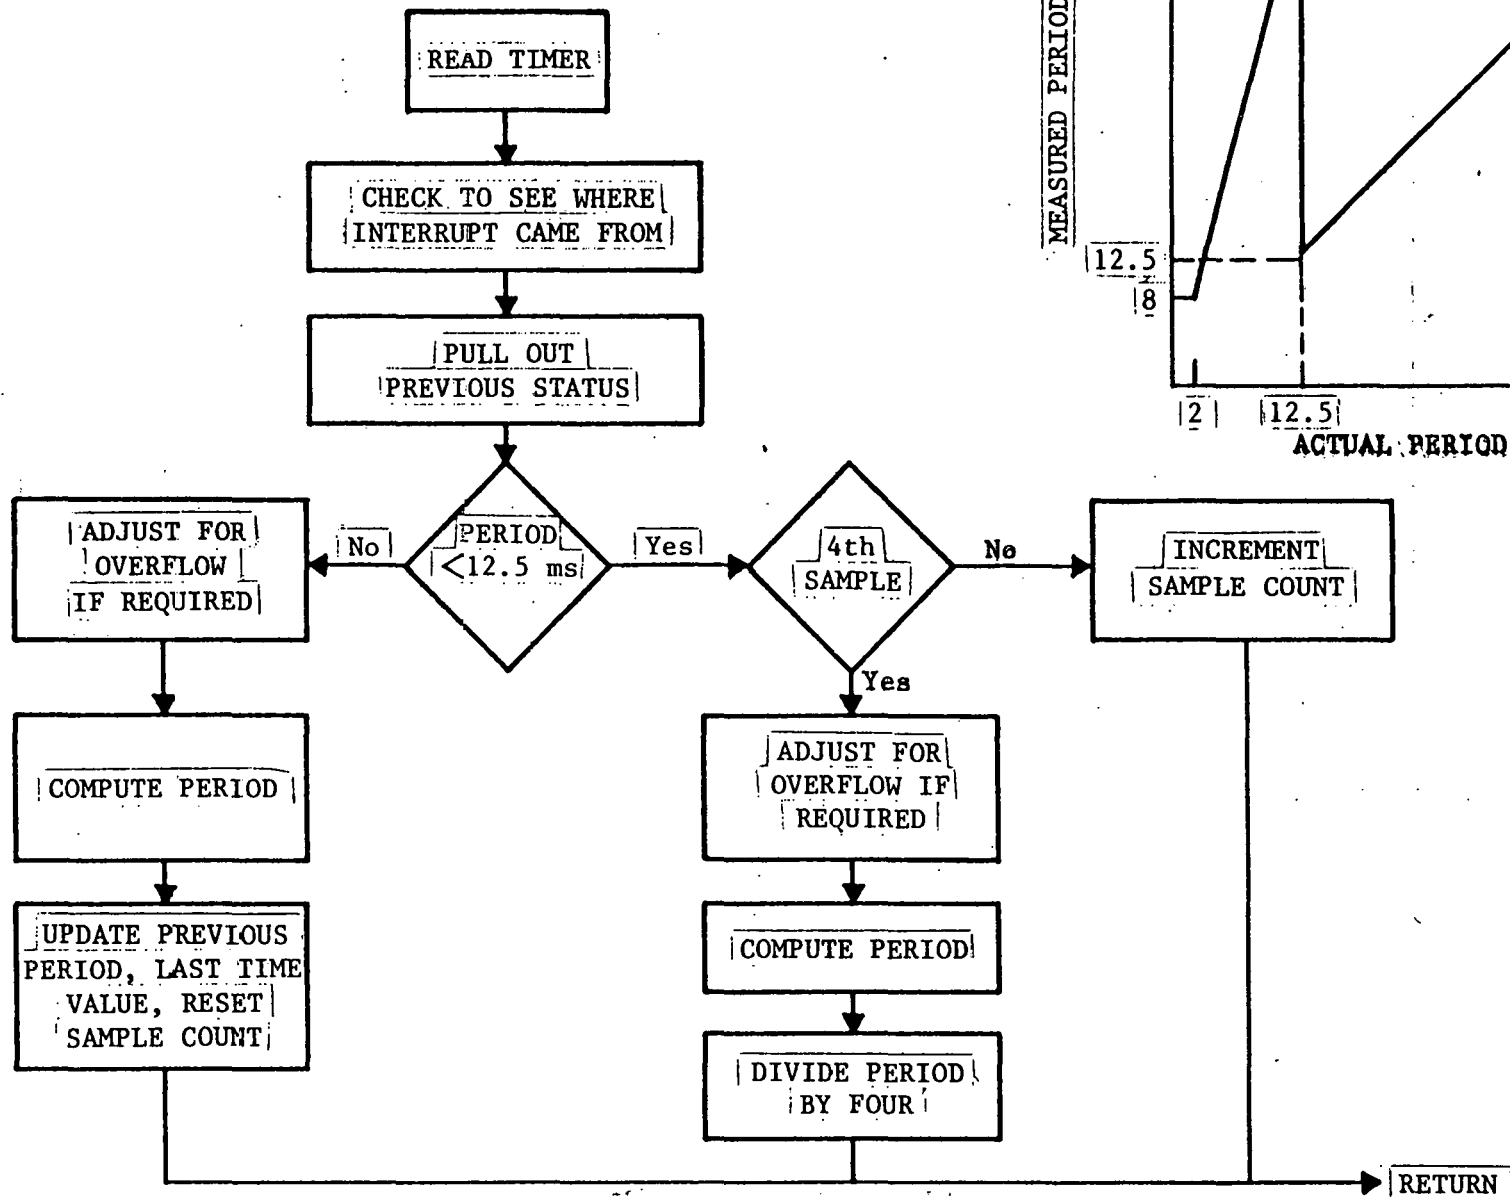 READ TIMER
CHECK TO SEE WHERE
INTERRUPT CAME FROM
PULL OUT
PREVIOUS STATUS
PERIOD
<12.5 ms
No
Yes
ADJUST FOR
OVERFLOW
IF REQUIRED
COMPUTE PERIOD
UPDATE PREVIOUS
PERIOD, LAST TIME
VALUE, RESET
SAMPLE COUNT
4th
SAMPLE
No
Yes
INCREMENT
SAMPLE COUNT
ADJUST FOR
OVERFLOW IF
REQUIRED
COMPUTE PERIOD
DIVIDE PERIOD
BY FOUR
RETURN
MEASURED PERIOD
12.5
8
2
12.5
ACTUAL PERIOD